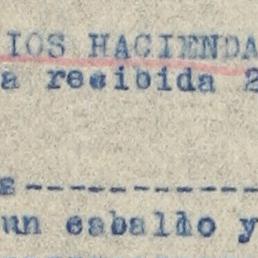 IOS HACIENDA
a recibida 2
s------------
un caballo y